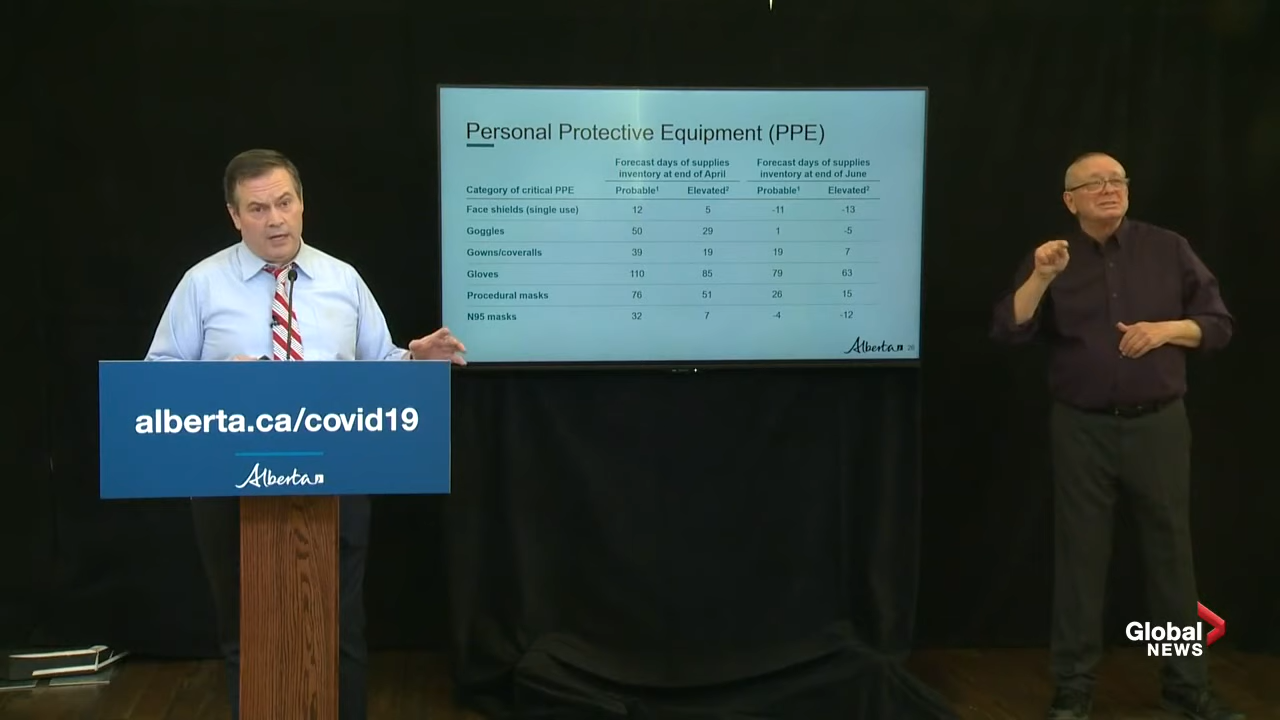 Personal Protective Equipment (PPE)
Forecast days of supplies inventory at end of April Forecast days of supplies inventory at end of June
Category of critical PPE Probable¹ Elevated² Probable¹ Elevated²
Face shields (single use) 12 5 -11 -13
Goggles 50 29 1 -5
Gowns/coveralls 39 19 19 7
Gloves 110 85 79 63
Procedural masks 76 51 26 15
N95 masks 32 7 -4 -12
Alberta 26
alberta.ca/covid19
Alberta
Global
NEWS